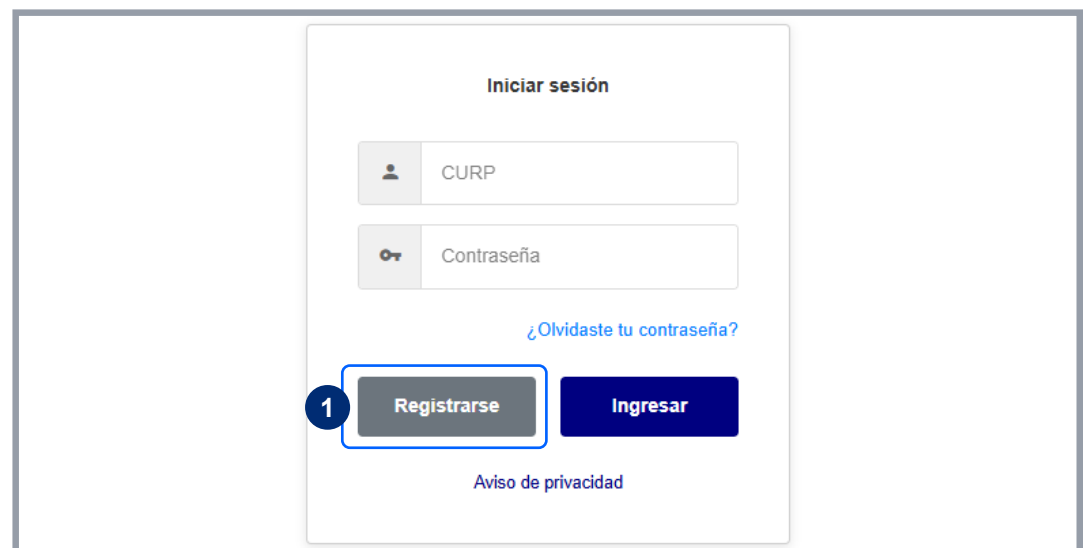 Iniciar sesión
CURP
Contraseña
¿Olvidaste tu contraseña?
1 Registrarse Ingresar
Aviso de privacidad